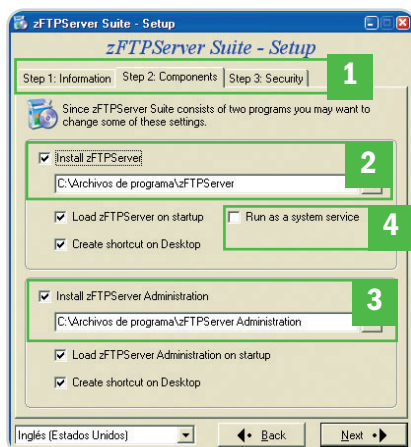 zFTPServer Suite - Setup
zFTPServer Suite - Setup
Step 1: Information Step 2: Components Step 3: Security 1
Since zFTPServer Suite consists of two programs you may want to
change some of these settings.
Install zFTPServer 2
C:\Archivos de programa\zFTPServer
Load zFTPServer on startup Run as a system service 4
Create shortcut on Desktop
Install zFTPServer Administration 3
C:\Archivos de programa\zFTPServer Administration
Load zFTPServer Administration on startup
Create shortcut on Desktop
Inglés (Estados Unidos) Back Next